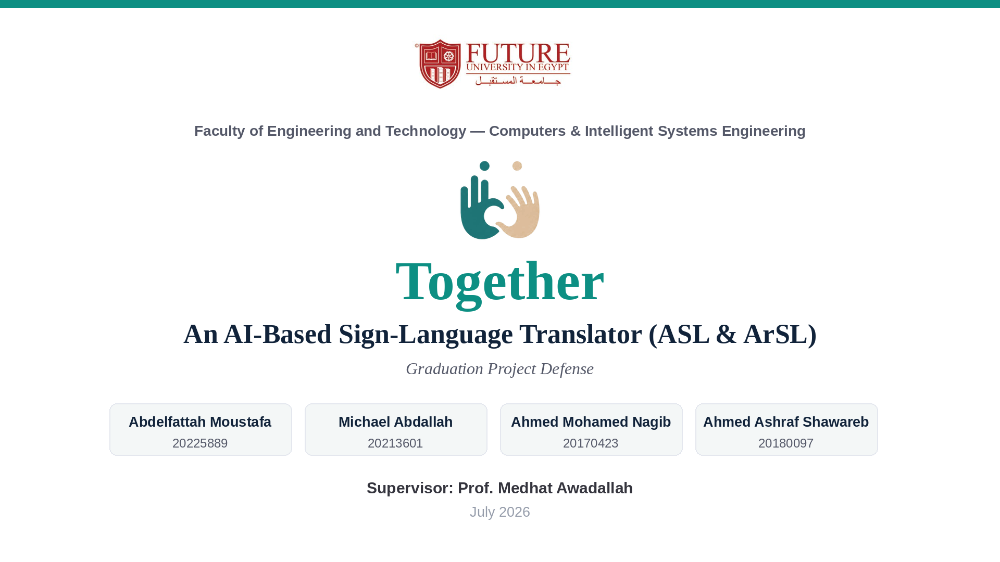 ©
FUTURE
UNIVERSITY IN EGYPT
جـامـعـة المستقبل
Faculty of Engineering and Technology — Computers & Intelligent Systems Engineering
Together
An AI-Based Sign-Language Translator (ASL & ArSL)
Graduation Project Defense
Abdelfattah Moustafa
20225889
Michael Abdallah
20213601
Ahmed Mohamed Nagib
20170423
Ahmed Ashraf Shawareb
20180097
Supervisor: Prof. Medhat Awadallah
July 2026